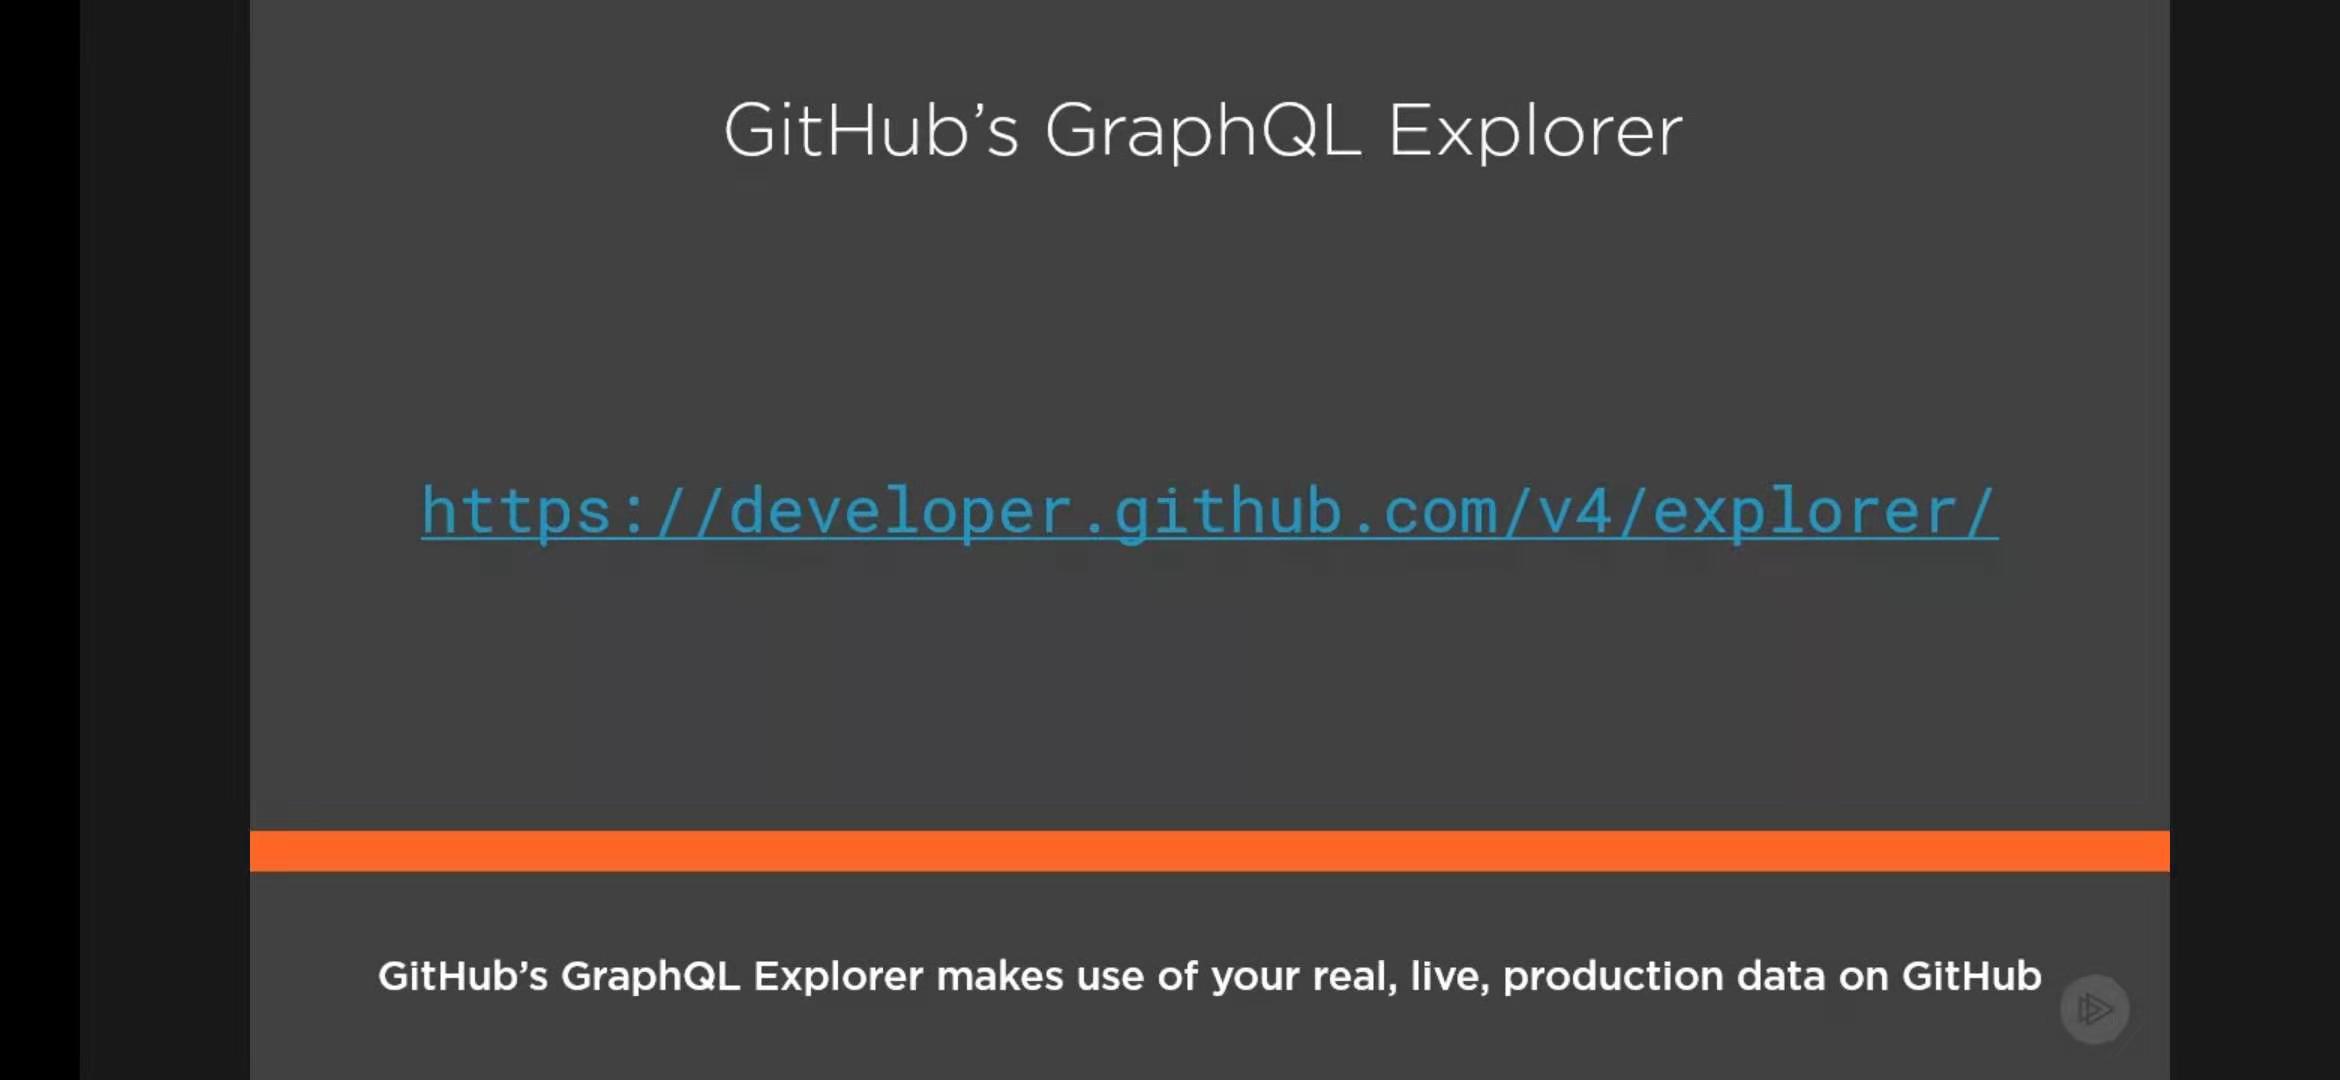 GitHub’s GraphQL Explorer
https://developer.github.com/v4/explorer/
GitHub’s GraphQL Explorer makes use of your real, live, production data on GitHub